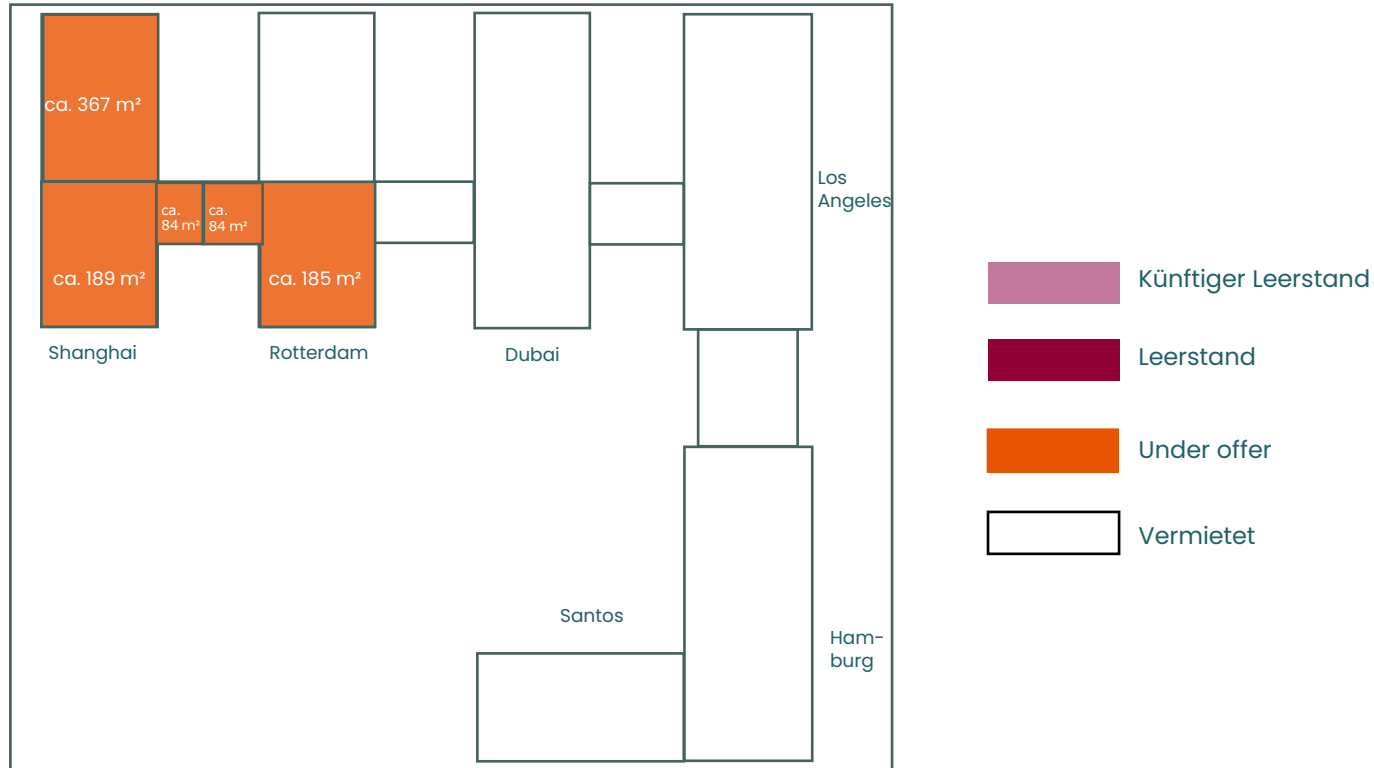 ca. 367 m²
Los
Angeles
ca.
84 m²
ca.
84 m²
ca. 189 m²
ca. 185 m²
Shanghai
Rotterdam
Dubai
Santos
Ham-
burg
Künftiger Leerstand
Leerstand
Under offer
Vermietet